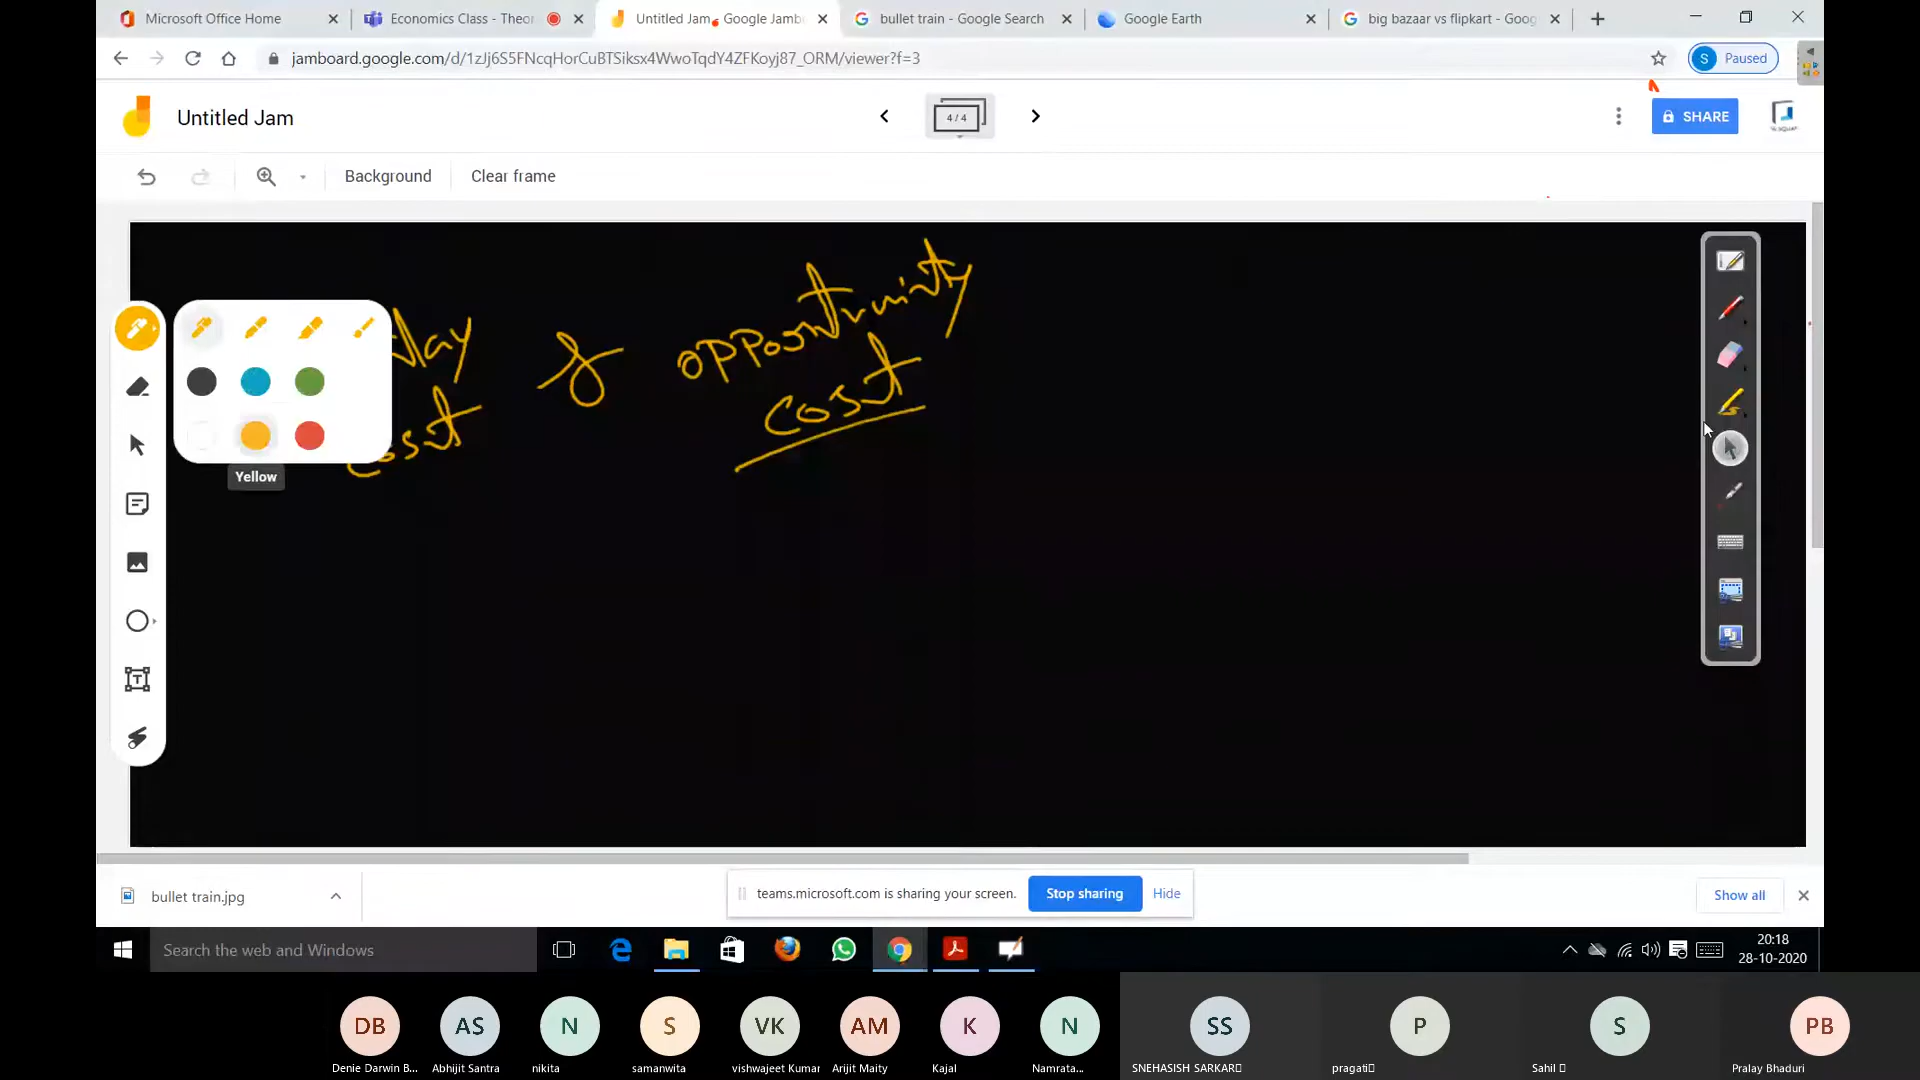 Microsoft Office Home
Economics Class - Theor
Untitled Jam - Google Jamb
bullet train - Google Search
Google Earth
big bazaar vs flipkart - Goog
jamboard.google.com/d/1zJj6S5FNcqHorCuBTSiksx4WwoTqdY4ZFKoyj87_ORM/viewer?f=3
S Paused
Untitled Jam
4 / 4
SHARE
Background
Clear frame
lay & opportunity
cost cost
Yellow
bullet train.jpg
teams.microsoft.com is sharing your screen.
Stop sharing
Hide
Show all
Search the web and Windows
20:18
28-10-2020
DB AS N S VK AM K N SS P S PB
Denie Darwin B... Abhijit Santra nikita samanwita vishwajeet Kumar Arijit Maity Kajal Namrata... SNEHASISH SARKAR pragati Sahil Pralay Bhaduri